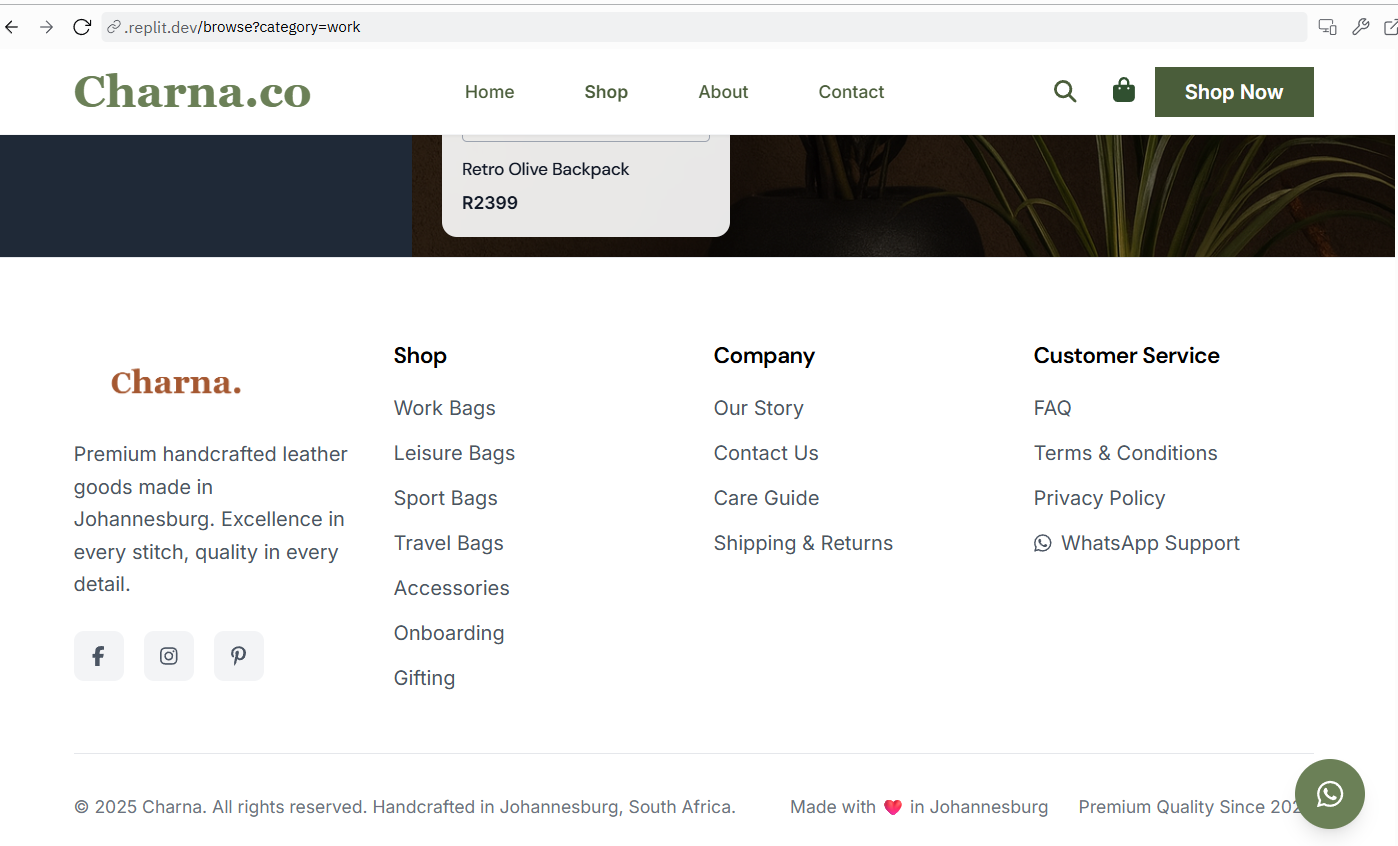 .replit.dev/browse?category=work
Charna.co
Home
Shop
About
Contact
Shop Now
Retro Olive Backpack
R2399
Charna.
Premium handcrafted leather
goods made in
Johannesburg. Excellence in
every stitch, quality in every
detail.
Shop
Work Bags
Leisure Bags
Sport Bags
Travel Bags
Accessories
Onboarding
Gifting
Company
Our Story
Contact Us
Care Guide
Shipping & Returns
Customer Service
FAQ
Terms & Conditions
Privacy Policy
WhatsApp Support
© 2025 Charna. All rights reserved. Handcrafted in Johannesburg, South Africa.
Made with ❤️ in Johannesburg
Premium Quality Since